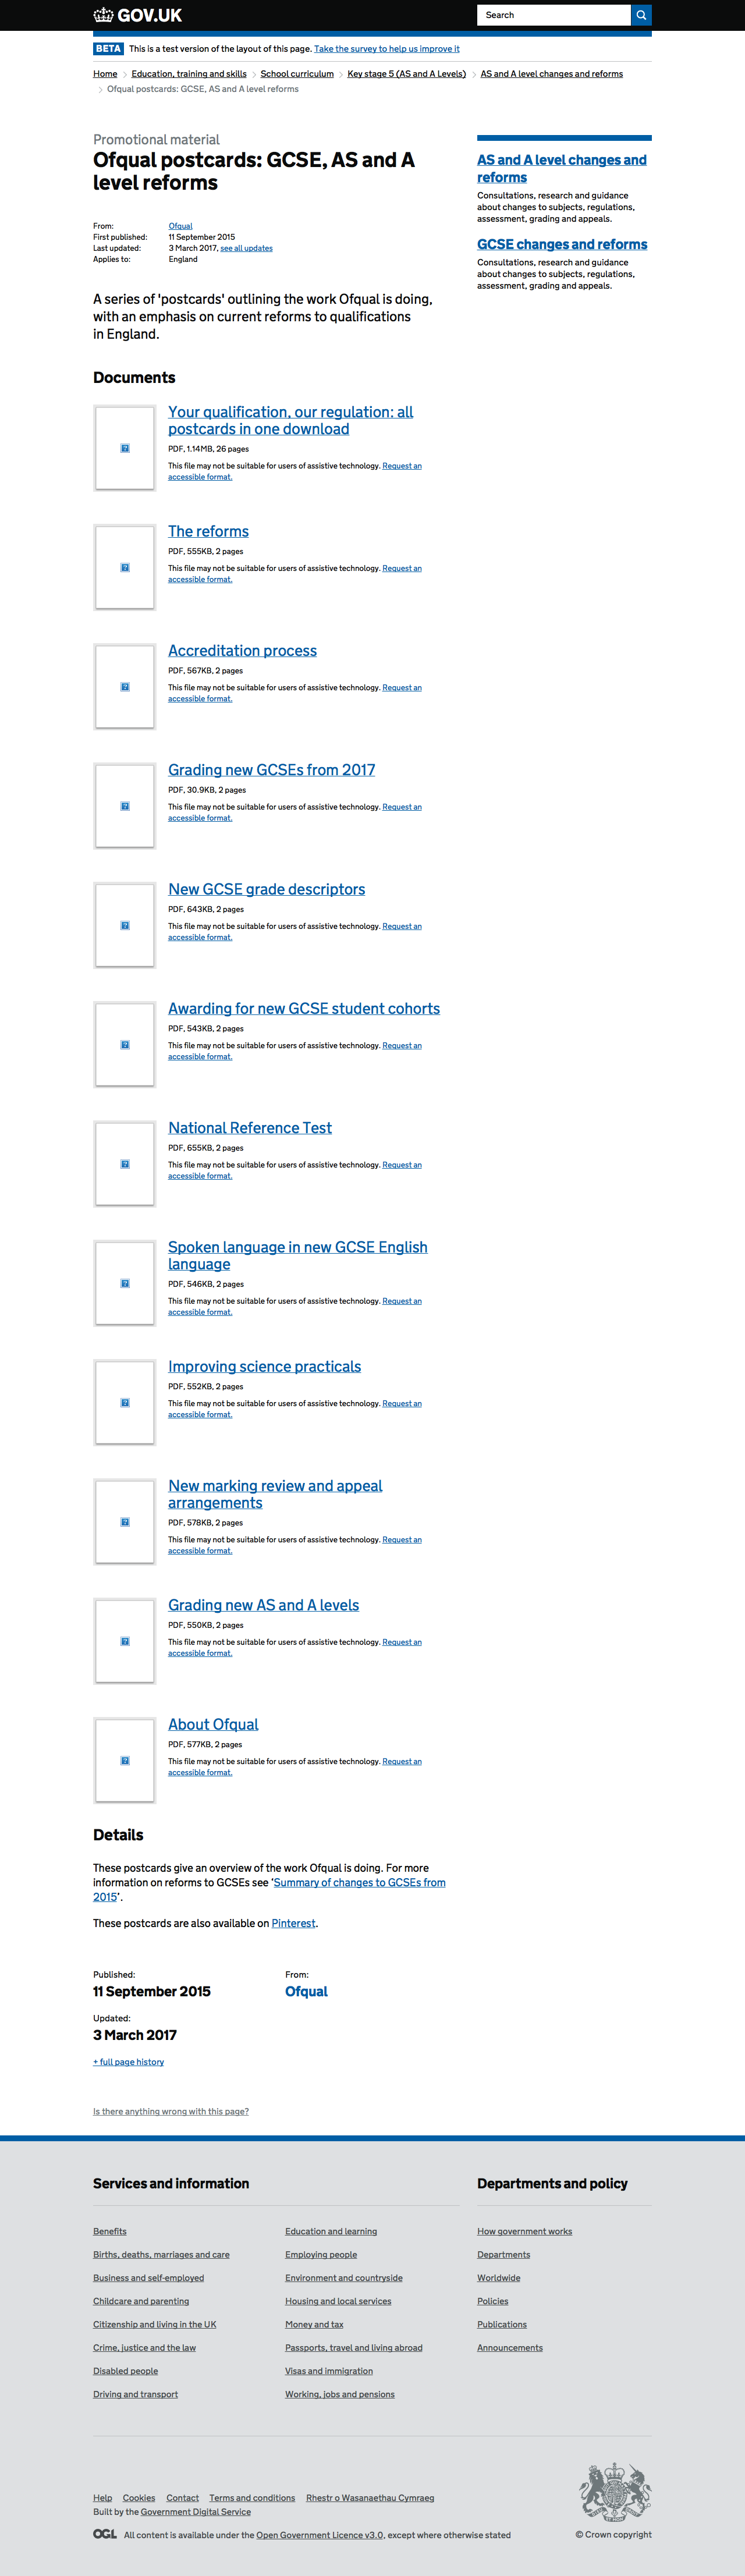 GOV.UK
Search
BETA This is a test version of the layout of this page. Take the survey to help us improve it
Home
Education, training and skills
School curriculum
Key stage 5 (AS and A Levels)
AS and A level changes and reforms
Ofqual postcards: GCSE, AS and A level reforms
Promotional material
Ofqual postcards: GCSE, AS and A
level reforms
From: Ofqual
First published: 11 September 2015
Last updated: 3 March 2017, see all updates
Applies to: England
AS and A level changes and
reforms
Consultations, research and guidance
about changes to subjects, regulations,
assessment, grading and appeals.
GCSE changes and reforms
Consultations, research and guidance
about changes to subjects, regulations,
assessment, grading and appeals.
A series of 'postcards' outlining the work Ofqual is doing,
with an emphasis on current reforms to qualifications
in England.
Documents
Your qualification, our regulation: all
postcards in one download
PDF, 1.14MB, 26 pages
This file may not be suitable for users of assistive technology. Request an
accessible format.
The reforms
PDF, 555KB, 2 pages
This file may not be suitable for users of assistive technology. Request an
accessible format.
Accreditation process
PDF, 567KB, 2 pages
This file may not be suitable for users of assistive technology. Request an
accessible format.
Grading new GCSEs from 2017
PDF, 30.9KB, 2 pages
This file may not be suitable for users of assistive technology. Request an
accessible format.
New GCSE grade descriptors
PDF, 643KB, 2 pages
This file may not be suitable for users of assistive technology. Request an
accessible format.
Awarding for new GCSE student cohorts
PDF, 543KB, 2 pages
This file may not be suitable for users of assistive technology. Request an
accessible format.
National Reference Test
PDF, 655KB, 2 pages
This file may not be suitable for users of assistive technology. Request an
accessible format.
Spoken language in new GCSE English
language
PDF, 546KB, 2 pages
This file may not be suitable for users of assistive technology. Request an
accessible format.
Improving science practicals
PDF, 552KB, 2 pages
This file may not be suitable for users of assistive technology. Request an
accessible format.
New marking review and appeal
arrangements
PDF, 578KB, 2 pages
This file may not be suitable for users of assistive technology. Request an
accessible format.
Grading new AS and A levels
PDF, 550KB, 2 pages
This file may not be suitable for users of assistive technology. Request an
accessible format.
About Ofqual
PDF, 577KB, 2 pages
This file may not be suitable for users of assistive technology. Request an
accessible format.
Details
These postcards give an overview of the work Ofqual is doing. For more
information on reforms to GCSEs see 'Summary of changes to GCSEs from
2015'.
These postcards are also available on Pinterest.
Published:
11 September 2015
From:
Ofqual
Updated:
3 March 2017
+ full page history
Is there anything wrong with this page?
Services and information
Benefits
Births, deaths, marriages and care
Business and self-employed
Childcare and parenting
Citizenship and living in the UK
Crime, justice and the law
Disabled people
Driving and transport
Education and learning
Employing people
Environment and countryside
Housing and local services
Money and tax
Passports, travel and living abroad
Visas and immigration
Working, jobs and pensions
Departments and policy
How government works
Departments
Worldwide
Policies
Publications
Announcements
Help Cookies Contact Terms and conditions Rhestr o Wasanaethau Cymraeg
Built by the Government Digital Service
OGL All content is available under the Open Government Licence v3.0, except where otherwise stated
© Crown copyright